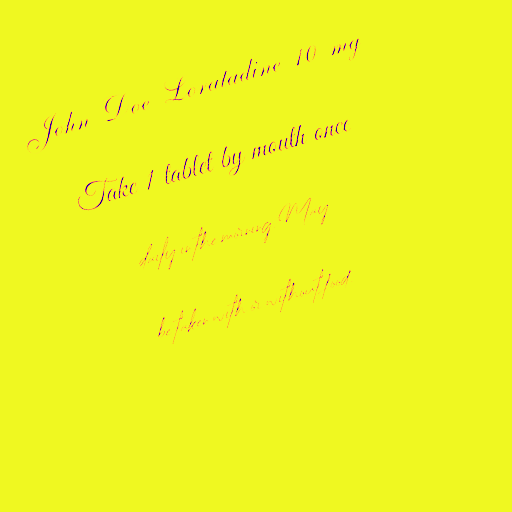 John Doe Loratadine 10 mg
Take 1 tablet by mouth once
daily in the morning May
be taken with or without food